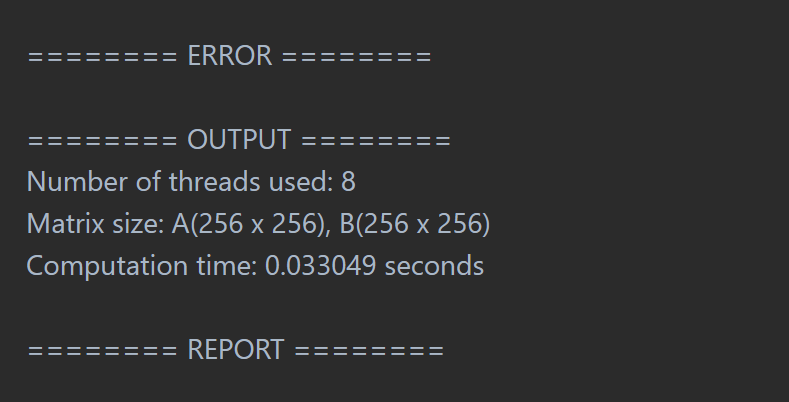 ======== ERROR ========
======== OUTPUT ========
Number of threads used: 8
Matrix size: A(256 x 256), B(256 x 256)
Computation time: 0.033049 seconds
======== REPORT ========